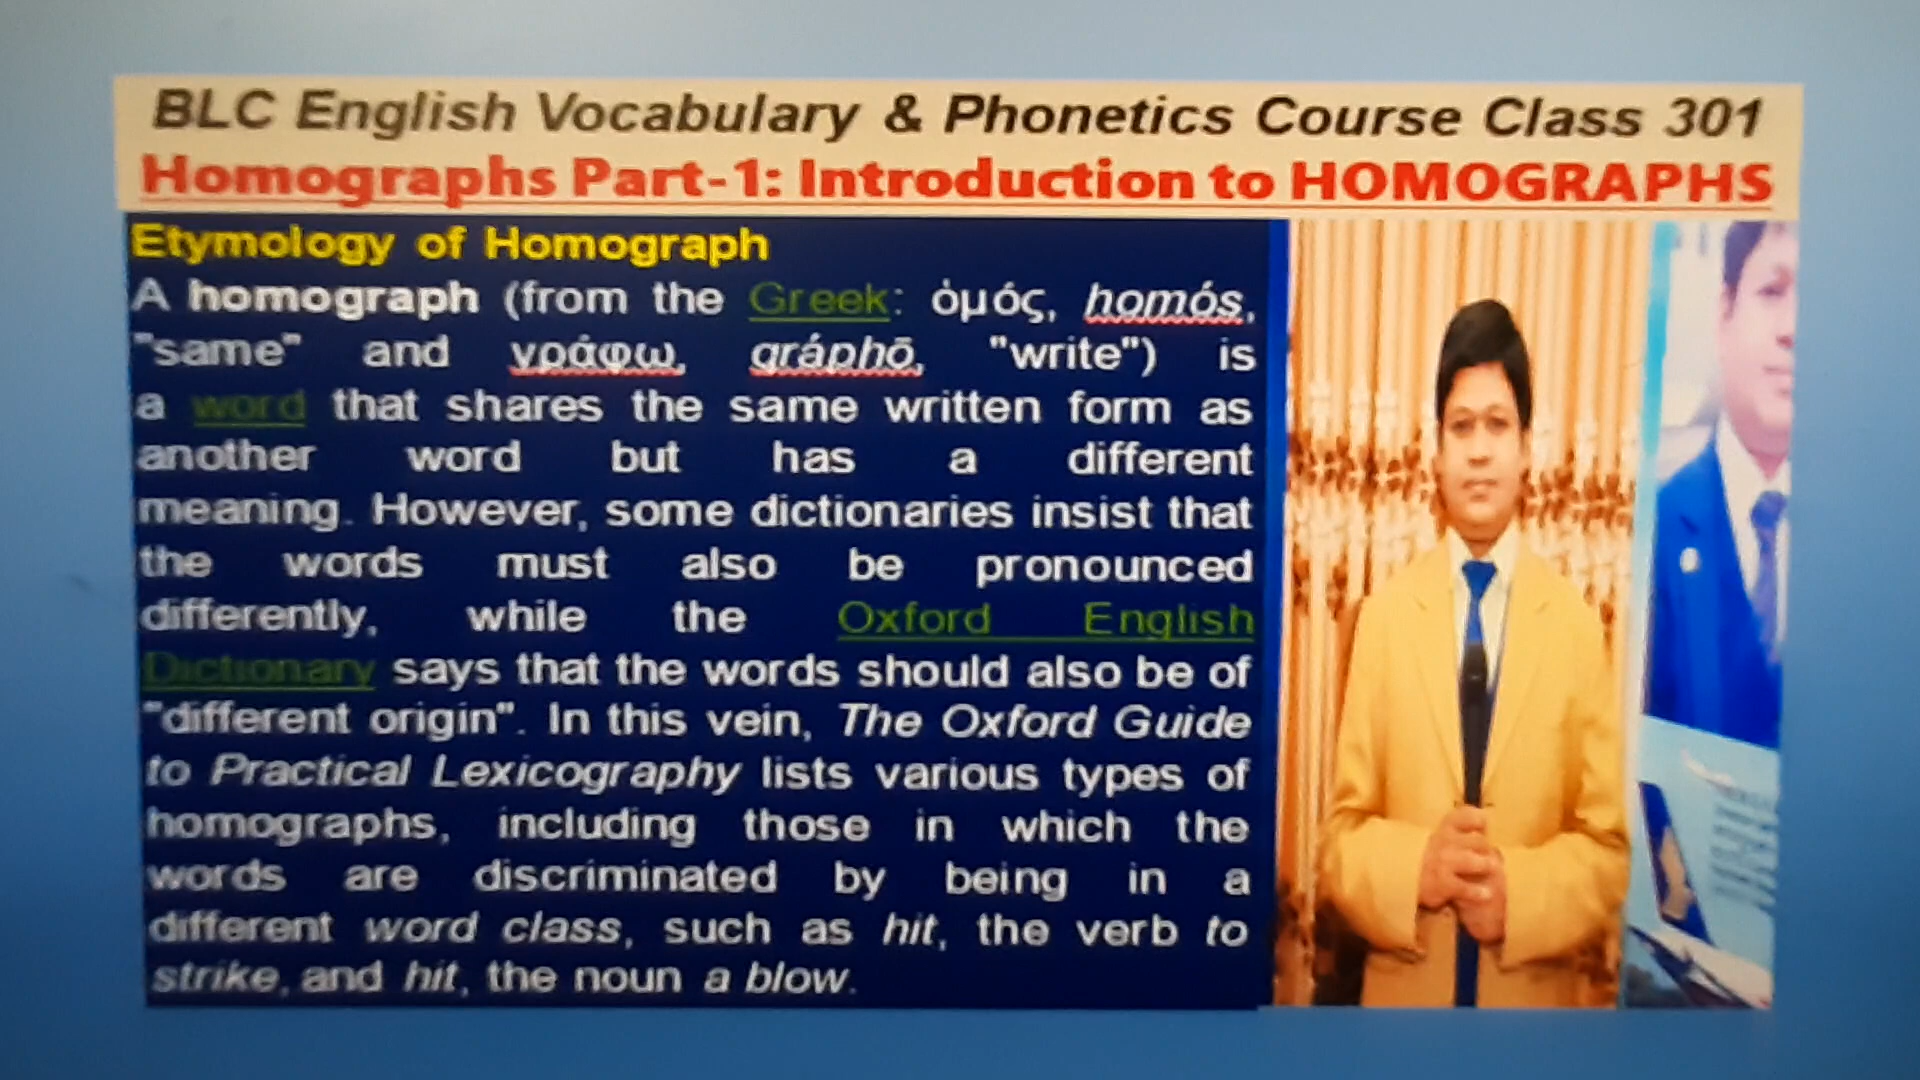 BLC English Vocabulary & Phonetics Course Class 301
Homographs Part-1: Introduction to HOMOGRAPHS
Etymology of Homograph
A homograph (from the Greek: ὁμός, homós,
"same" and γράφω, gráphō, "write") is
a word that shares the same written form as
another word but has a different
meaning. However, some dictionaries insist that
the words must also be pronounced
differently, while the Oxford English
Dictionary says that the words should also be of
"different origin". In this vein, The Oxford Guide
to Practical Lexicography lists various types of
homographs, including those in which the
words are discriminated by being in a
different word class, such as hit, the verb to
strike, and hit, the noun a blow.